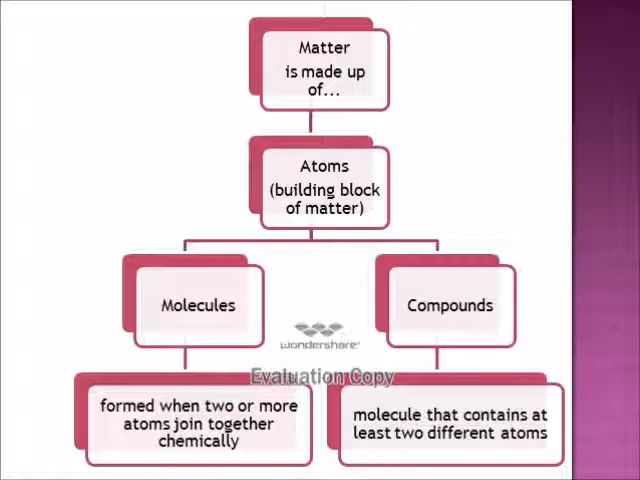 Matter
is made up
of...
Atoms
(building block
of matter)
Molecules
Compounds
wondershare
Evaluation Copy
formed when two or more
atoms join together
chemically
molecule that contains at
least two different atoms